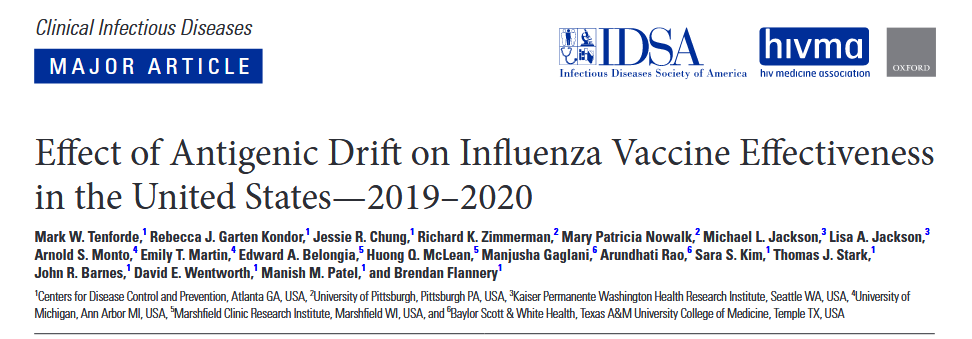 Clinical Infectious Diseases
MAJOR ARTICLE
IDSA
Infectious Diseases Society of America
hivma
hiv medicine association
OXFORD
Effect of Antigenic Drift on Influenza Vaccine Effectiveness
in the United States—2019–2020
Mark W. Tenforde,1 Rebecca J. Garten Kondor,1 Jessie R. Chung,1 Richard K. Zimmerman,2 Mary Patricia Nowalk,2 Michael L. Jackson,3 Lisa A. Jackson,3
Arnold S. Monto,4 Emily T. Martin,4 Edward A. Belongia,5 Huong Q. McLean,5 Manjusha Gaglani,6 Arundhati Rao,6 Sara S. Kim,1 Thomas J. Stark,1
John R. Barnes,1 David E. Wentworth,1 Manish M. Patel,1 and Brendan Flannery1
1Centers for Disease Control and Prevention, Atlanta GA, USA, 2University of Pittsburgh, Pittsburgh PA, USA, 3Kaiser Permanente Washington Health Research Institute, Seattle WA, USA, 4University of
Michigan, Ann Arbor MI, USA, 5Marshfield Clinic Research Institute, Marshfield WI, USA, and 6Baylor Scott & White Health, Texas A&M University College of Medicine, Temple TX, USA